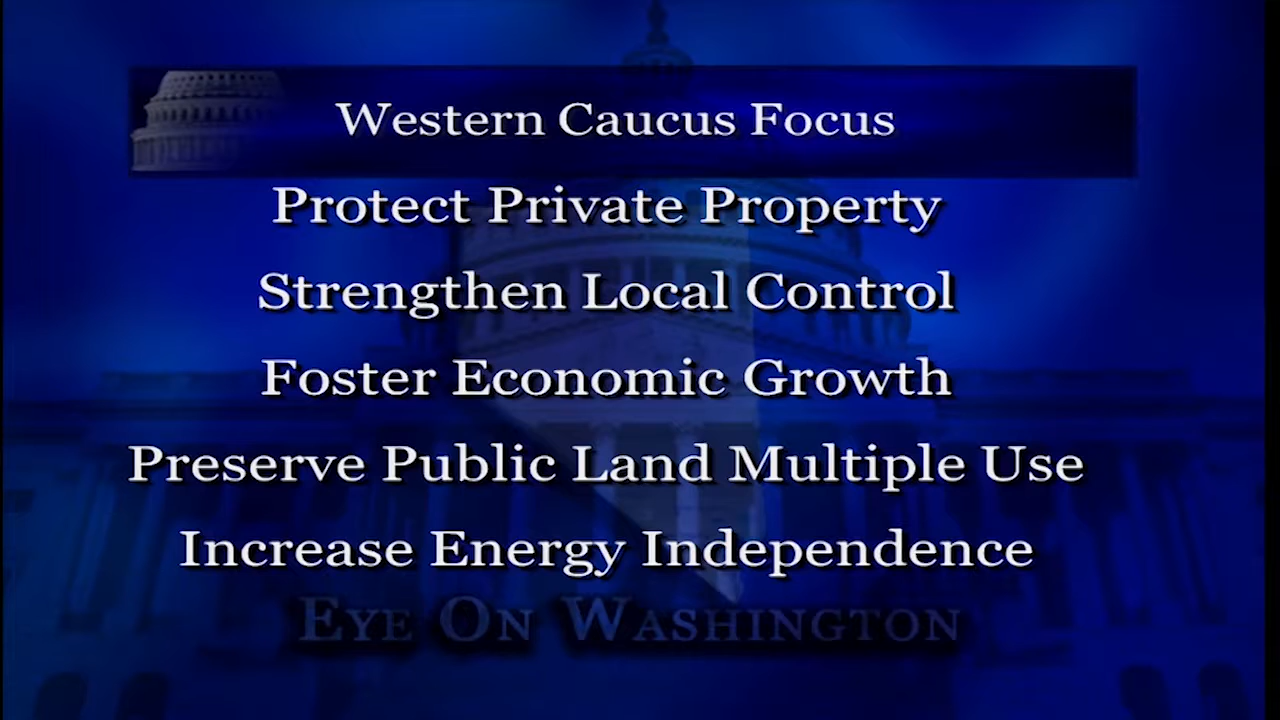 Western Caucus Focus
Protect Private Property
Strengthen Local Control
Foster Economic Growth
Preserve Public Land Multiple Use
Increase Energy Independence
Eye On Washington